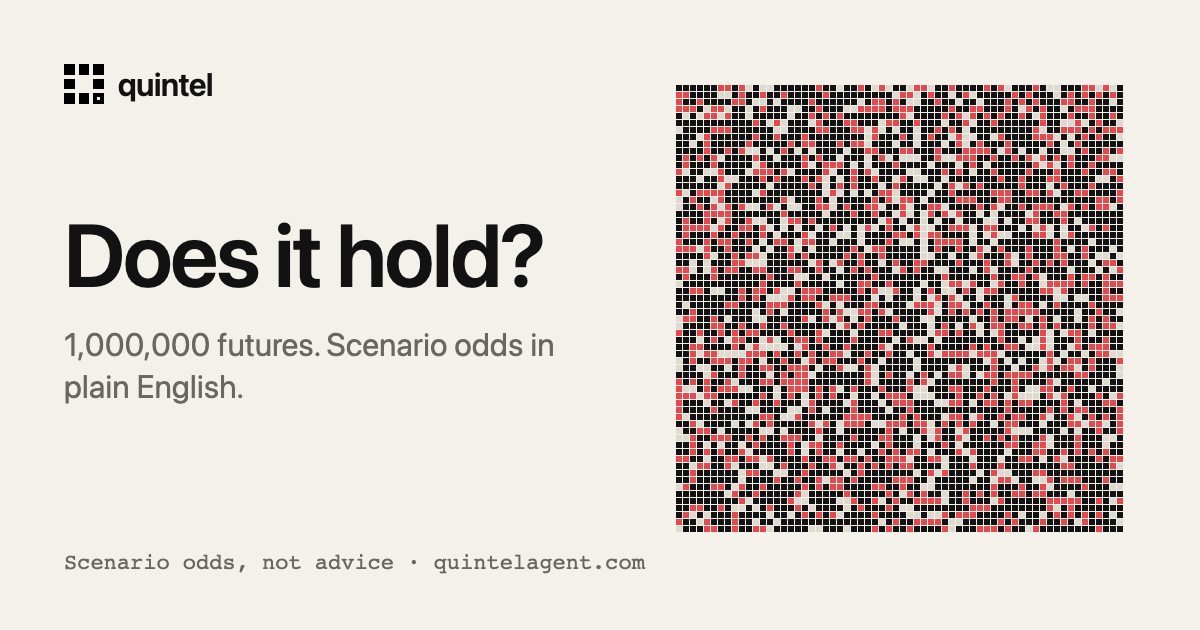 quintel
Does it hold?
1,000,000 futures. Scenario odds in
plain English.
Scenario odds, not advice · quintelagent.com